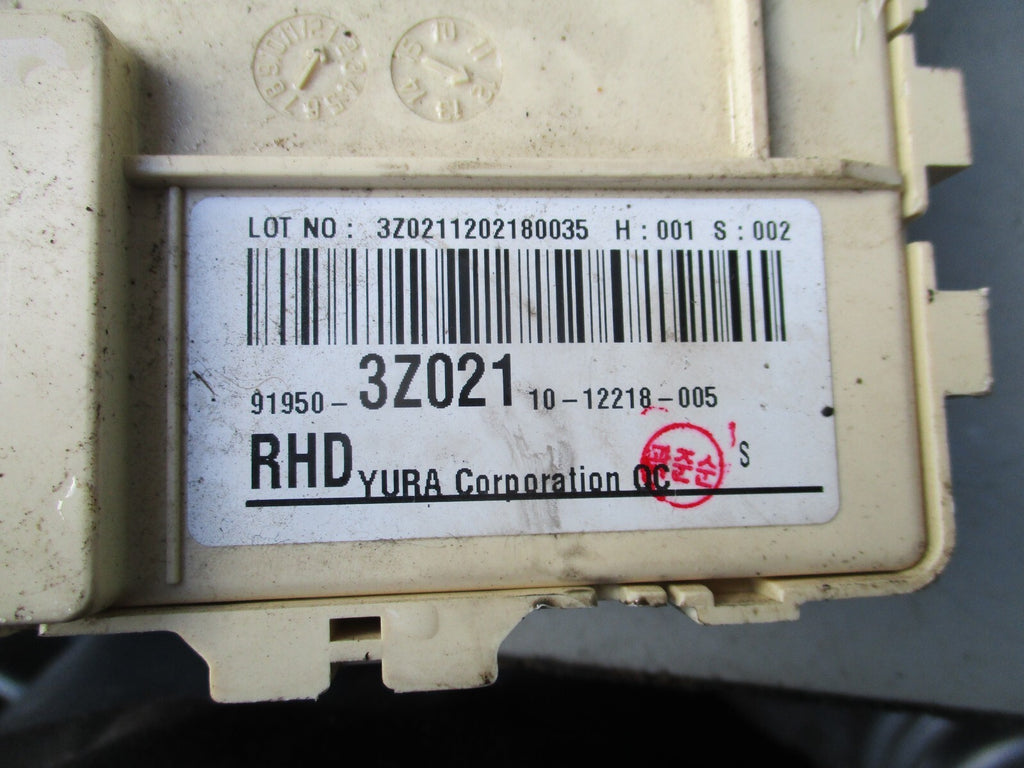 LOT NO : 3Z0211202180035 H : 001 S : 002
91950 - 3Z021 10 - 12218 - 005
RHD YURA Corporation QC S